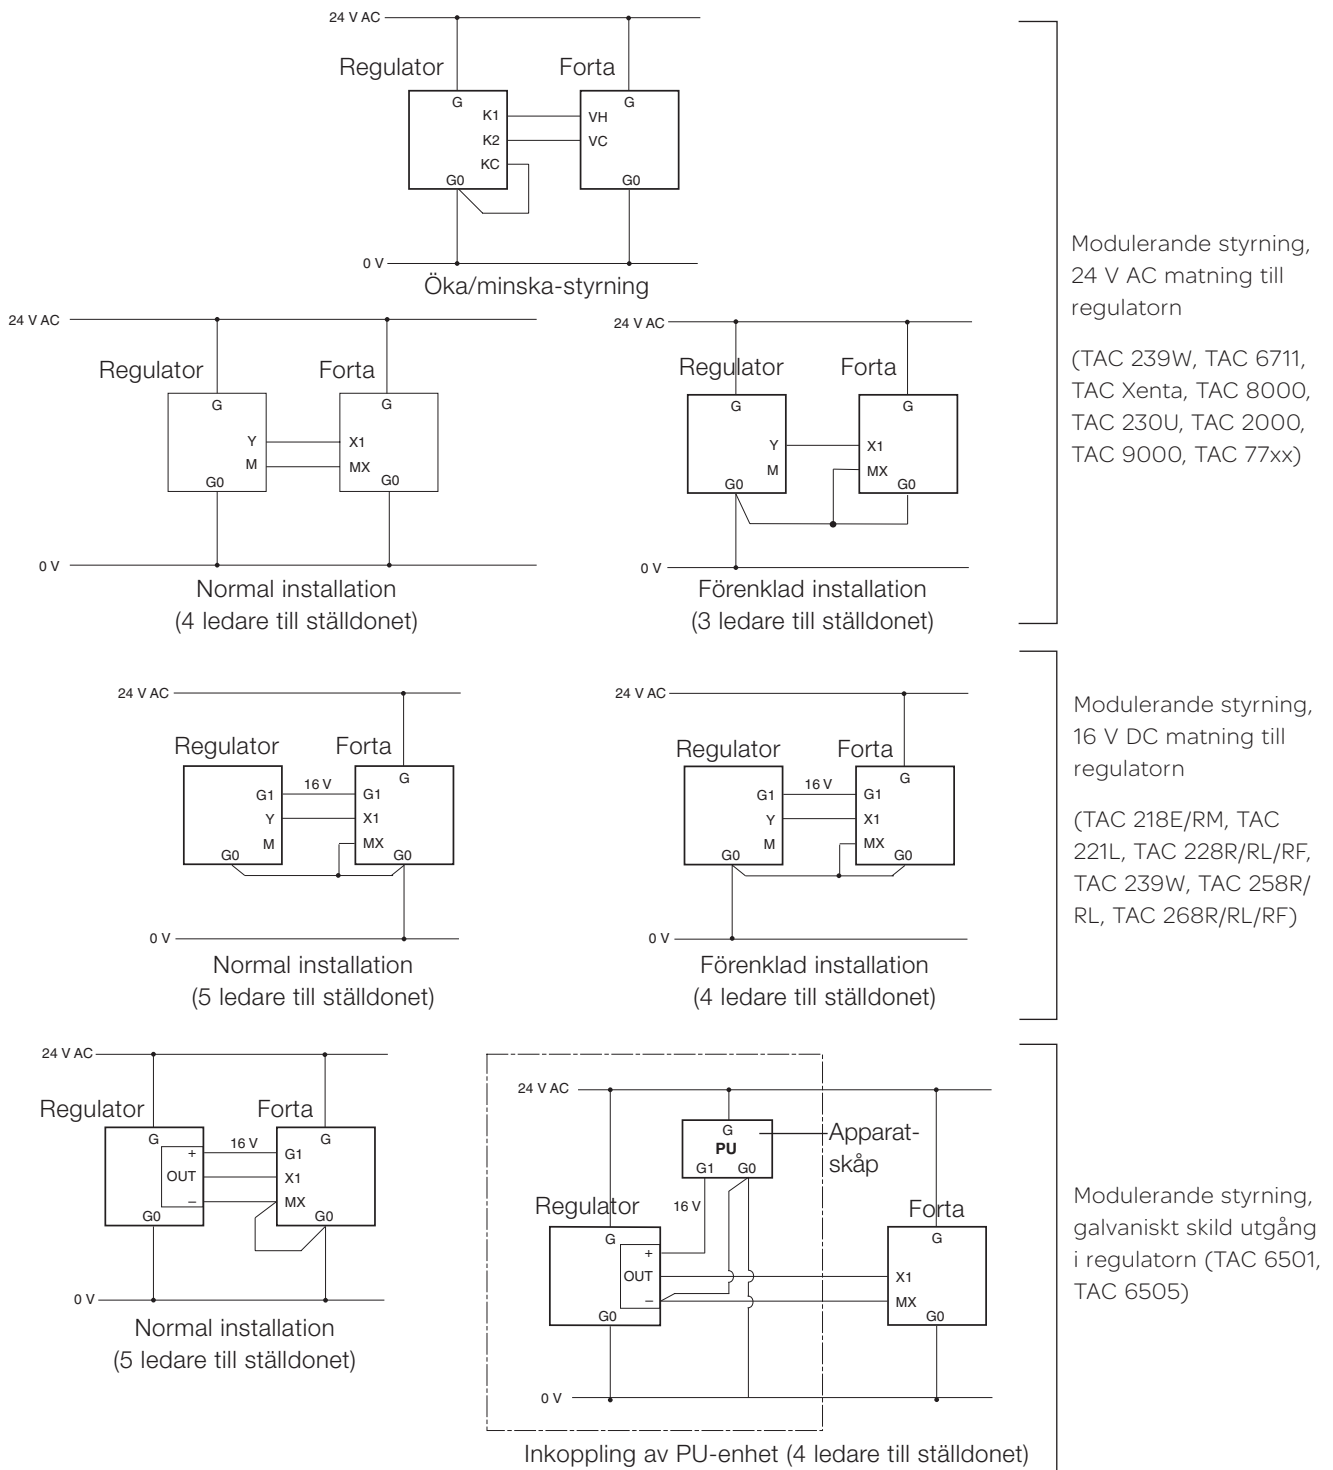 24 V AC
Regulator
Forta
G
G
K1
VH
K2
VC
KC
G0
G0
0 V
Öka/minska-styrning
24 V AC
Regulator
Forta
G
G
Y
X1
M
MX
G0
G0
0 V
Normal installation
(4 ledare till ställdonet)
24 V AC
Regulator
Forta
G
G
Y
X1
M
MX
G0
G0
0 V
Förenklad installation
(3 ledare till ställdonet)
Modulerande styrning,
24 V AC matning till
regulatorn
(TAC 239W, TAC 6711,
TAC Xenta, TAC 8000,
TAC 230U, TAC 2000,
TAC 9000, TAC 77xx)
24 V AC
Regulator
Forta
G
G1
16 V
G1
Y
X1
M
MX
G0
G0
0 V
Normal installation
(5 ledare till ställdonet)
24 V AC
Regulator
Forta
G
G1
16 V
G1
Y
X1
M
MX
G0
G0
0 V
Förenklad installation
(4 ledare till ställdonet)
Modulerande styrning,
16 V DC matning till
regulatorn
(TAC 218E/RM, TAC
221L, TAC 228R/RL/RF,
TAC 239W, TAC 258R/
RL, TAC 268R/RL/RF)
24 V AC
Regulator
Forta
G
G
+
16 V
G1
OUT
X1
–
MX
G0
G0
0 V
Normal installation
(5 ledare till ställdonet)
24 V AC
G
PU
G1
G0
Apparat-
skåp
Regulator
16 V
Forta
G
G
+
OUT
X1
–
MX
G0
G0
0 V
Inkoppling av PU-enhet (4 ledare till ställdonet)
Modulerande styrning,
galvaniskt skild utgång
i regulatorn (TAC 6501,
TAC 6505)